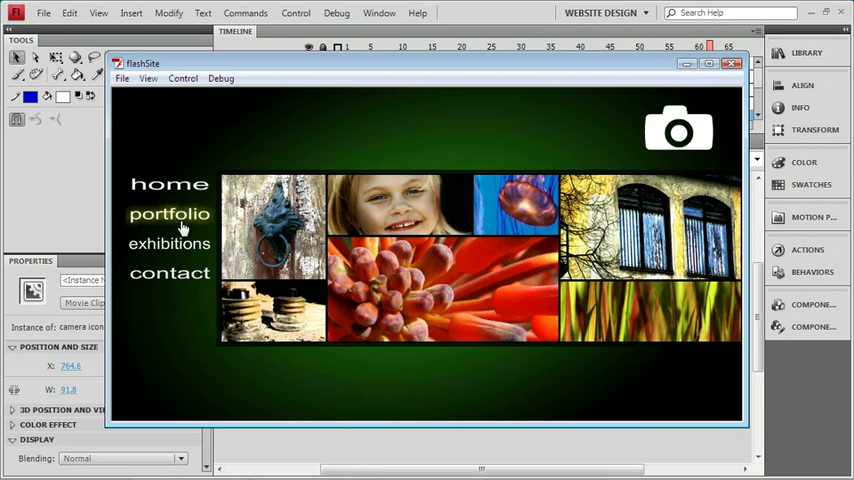 Fl File Edit View Insert Modify Text Commands Control Debug Window Help WEBSITE DESIGN Search Help
TOOLS
TIMELINE
1 5 10 15 20 25 30 35 40 45 50 55 60 65
flashSite
File View Control Debug
home
portfolio
exhibitions
contact
PROPERTIES
<Instance N
Movie Clip
Instance of: camera icon
POSITION AND SIZE
X: 764.6
W: 91.8
3D POSITION AND VI
COLOR EFFECT
DISPLAY
Blending: Normal
LIBRARY
ALIGN
INFO
TRANSFORM
COLOR
SWATCHES
MOTION P...
ACTIONS
BEHAVIORS
COMPONE...
COMPONE...